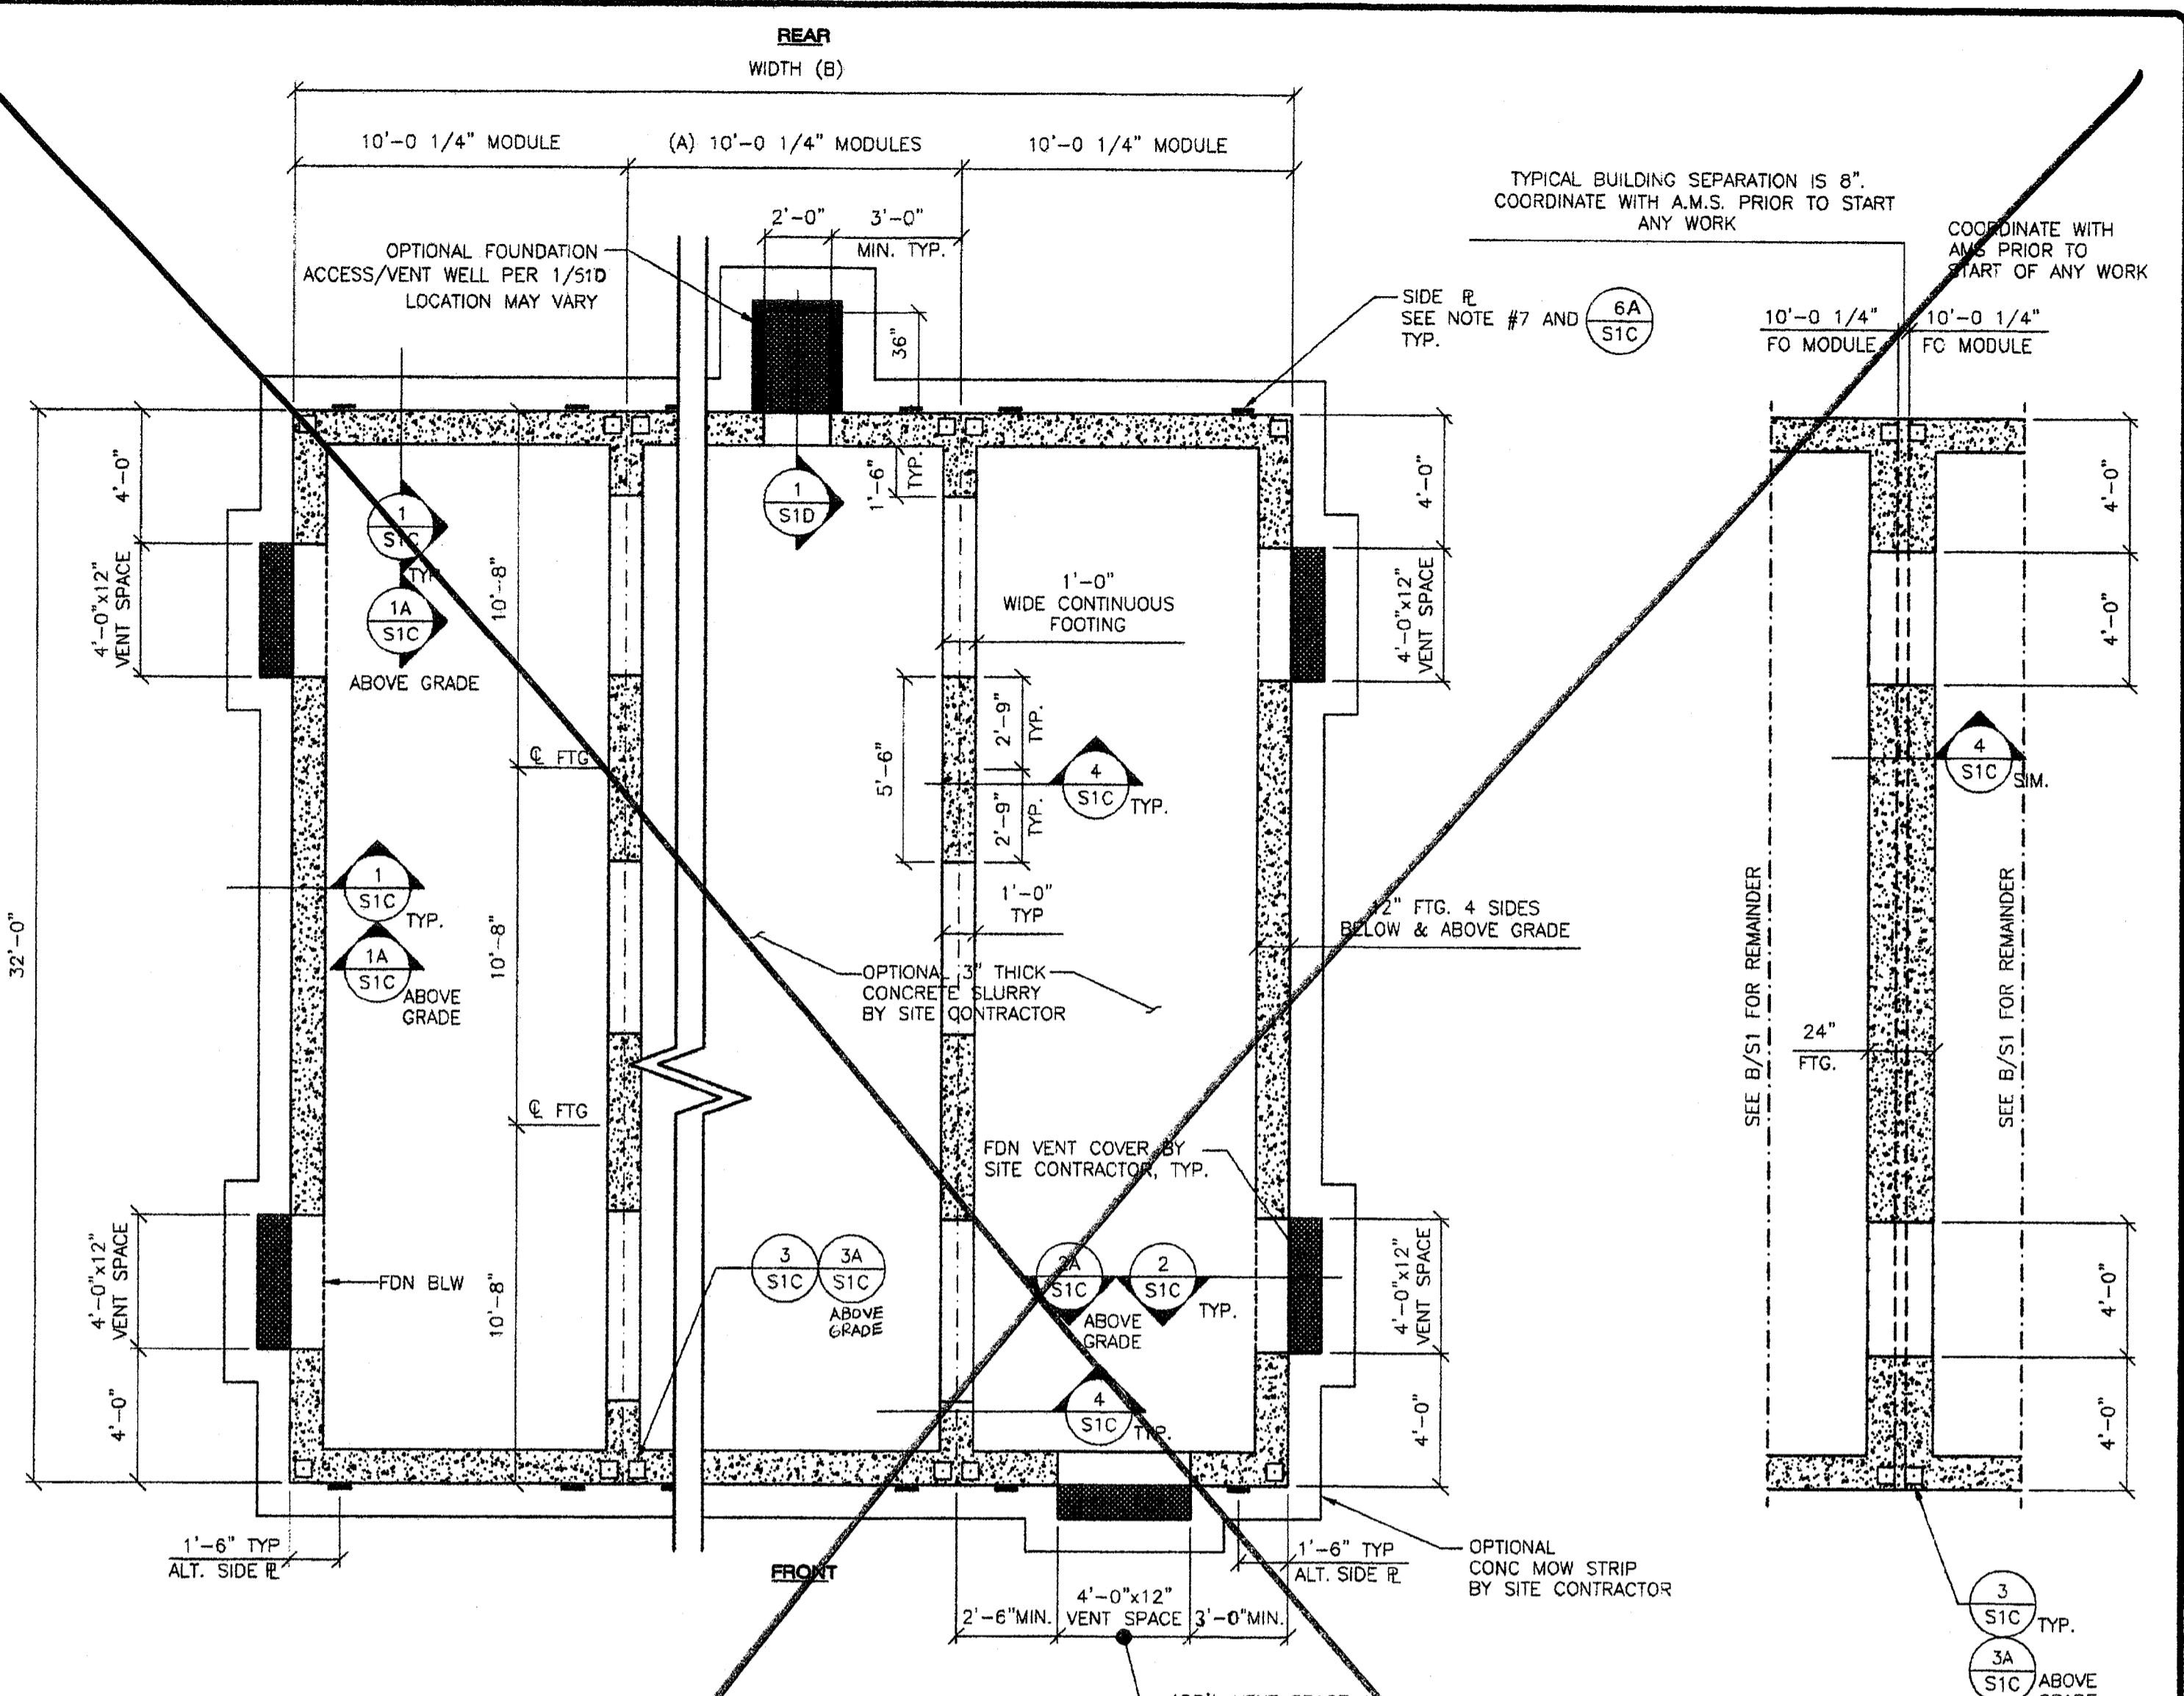 REAR
WIDTH (B)
10'-0 1/4" MODULE
(A) 10'-0 1/4" MODULES
10'-0 1/4" MODULE
2'-0"
3'-0"
MIN. TYP.
OPTIONAL FOUNDATION
ACCESS/VENT WELL PER 1/S1D
LOCATION MAY VARY
36"
SIDE ℄
SEE NOTE #7 AND
TYP.
6A
S1C
TYPICAL BUILDING SEPARATION IS 8".
COORDINATE WITH A.M.S. PRIOR TO START
ANY WORK
COORDINATE WITH
AMS PRIOR TO
START OF ANY WORK
10'-0 1/4"
FO MODULE
10'-0 1/4"
FO MODULE
32'-0"
4'-0"
4'-0"x12"
VENT SPACE
1
S1C
TYP
1A
S1C
ABOVE GRADE
10'-8"
1
S1D
1'-6"
TYP.
1'-0"
WIDE CONTINUOUS
FOOTING
4'-0"
4'-0"x12"
VENT SPACE
4'-0"
4'-0"
℄ FTG
5'-6"
2'-9"
TYP.
2'-9"
TYP.
4
S1C
TYP.
4
S1C
SIM.
1
S1C
TYP.
1A
S1C
ABOVE
GRADE
10'-8"
1'-0"
TYP
12" FTG. 4 SIDES
BELOW & ABOVE GRADE
OPTIONAL 3" THICK
CONCRETE SLURRY
BY SITE CONTRACTOR
SEE B/S1 FOR REMAINDER
24"
FTG.
SEE B/S1 FOR REMAINDER
℄ FTG
FDN VENT COVER BY
SITE CONTRACTOR, TYP.
4'-0"x12"
VENT SPACE
FDN BLW
10'-8"
3
S1C
3A
S1C
ABOVE
GRADE
2A
S1C
ABOVE
GRADE
2
S1C
TYP.
4'-0"x12"
VENT SPACE
4'-0"
4'-0"
4
S1C
TYP.
4'-0"
4'-0"
1'-6" TYP
ALT. SIDE ℄
FRONT
1'-6" TYP
ALT. SIDE ℄
OPTIONAL
CONC MOW STRIP
BY SITE CONTRACTOR
2'-6"MIN.
4'-0"x12"
VENT SPACE
3'-0"MIN.
3
S1C
TYP.
3A
S1C
ABOVE
GRADE